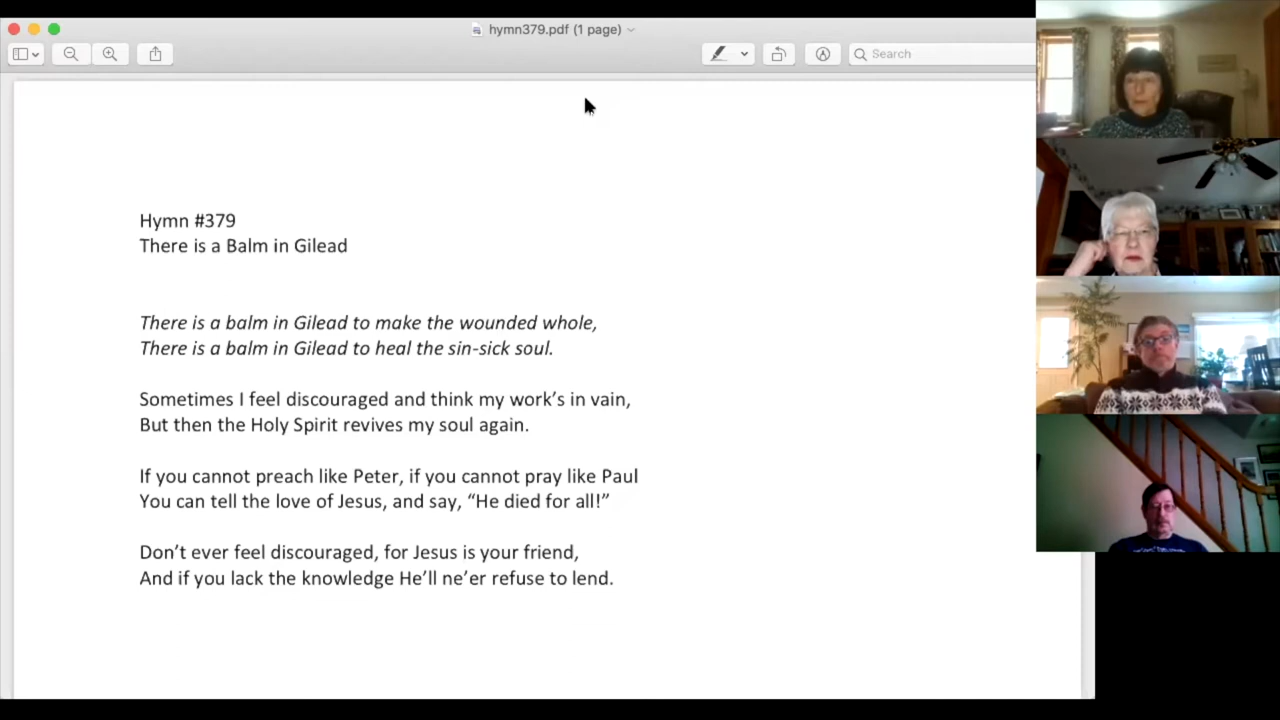 hymn379.pdf (1 page)
Search
Hymn #379
There is a Balm in Gilead
There is a balm in Gilead to make the wounded whole,
There is a balm in Gilead to heal the sin-sick soul.
Sometimes I feel discouraged and think my work’s in vain,
But then the Holy Spirit revives my soul again.
If you cannot preach like Peter, if you cannot pray like Paul
You can tell the love of Jesus, and say, “He died for all!”
Don’t ever feel discouraged, for Jesus is your friend,
And if you lack the knowledge He’ll ne’er refuse to lend.